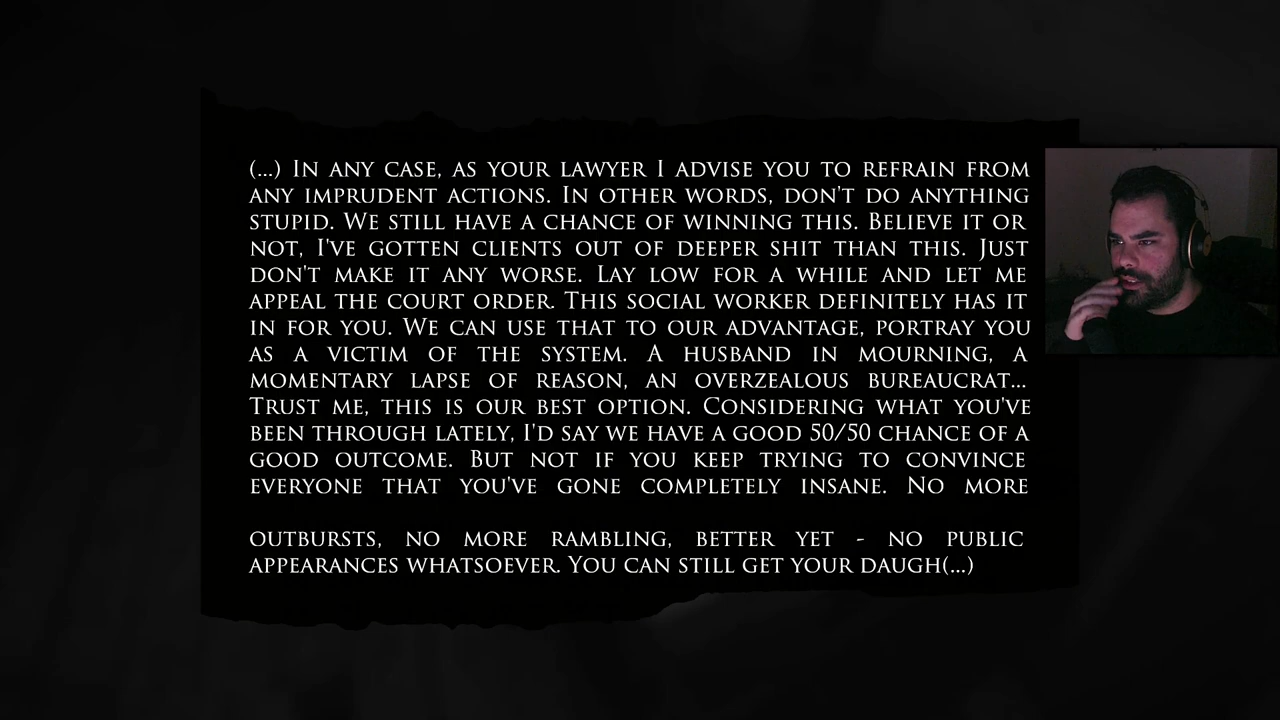 (...) In any case, as your lawyer I advise you to refrain from
any imprudent actions. In other words, don't do anything
stupid. We still have a chance of winning this. Believe it or
not, I've gotten clients out of deeper shit than this. Just
don't make it any worse. Lay low for a while and let me
appeal the court order. This social worker definitely has it
in for you. We can use that to our advantage, portray you
as a victim of the system. A husband in mourning, a
momentary lapse of reason, an overzealous bureaucrat...
Trust me, this is our best option. Considering what you've
been through lately, I'd say we have a good 50/50 chance of a
good outcome. But not if you keep trying to convince
everyone that you've gone completely insane. No more
outbursts, no more rambling, better yet - no public
appearances whatsoever. You can still get your daugh(...)